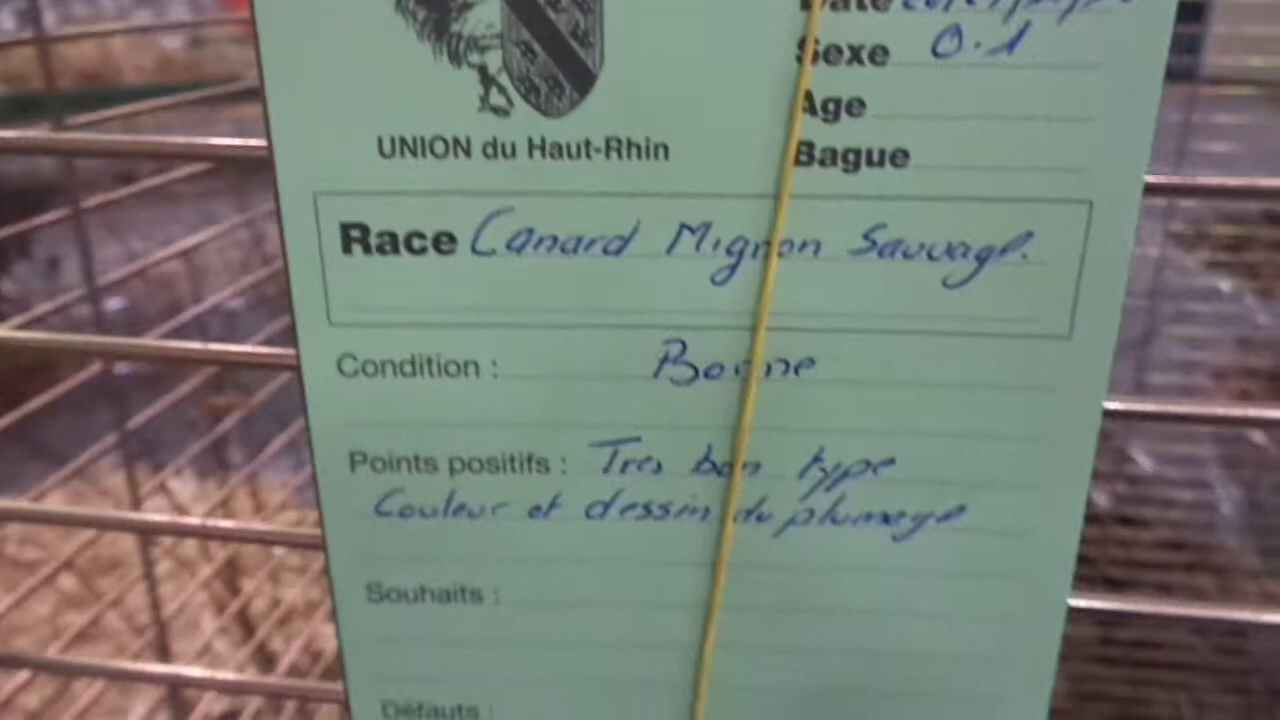 Date
Sexe 0.1
Age
UNION du Haut-Rhin
Bague
Race Canard Mignon Sauvage.
Condition : Bonne
Points positifs : Tres bon type
Couleur et dessin du plumage
Souhaits :
Défauts :